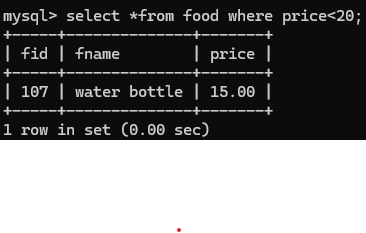 mysql> select *from food where price<20;
+-----+--------------+-------+
| fid | fname        | price |
+-----+--------------+-------+
| 107 | water bottle | 15.00 |
+-----+--------------+-------+
1 row in set (0.00 sec)